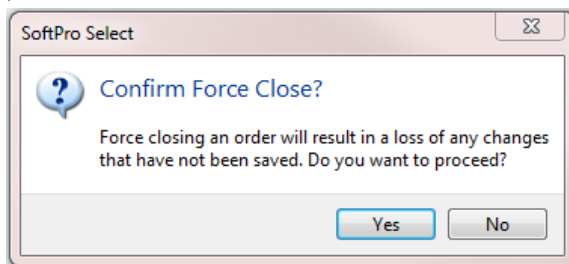 SoftPro Select
Confirm Force Close?
Force closing an order will result in a loss of any changes
that have not been saved. Do you want to proceed?
Yes
No